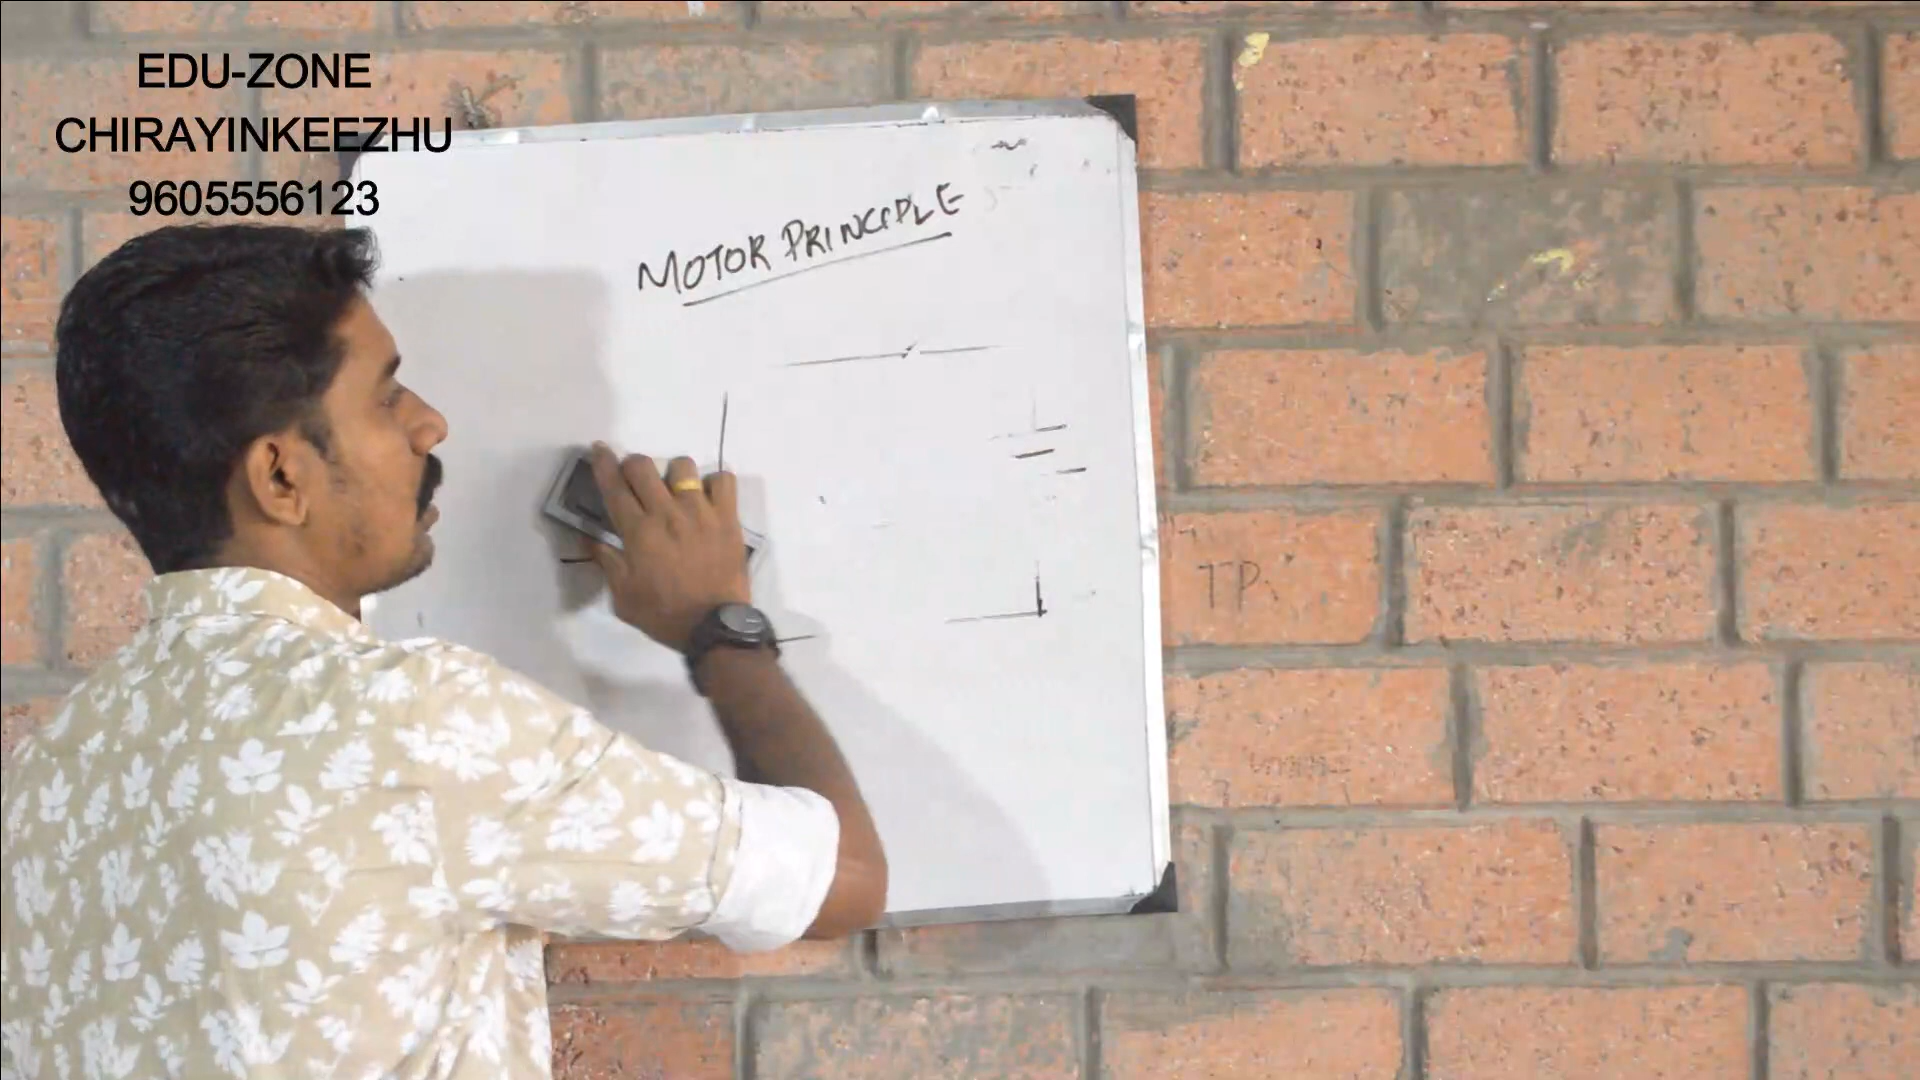 EDU-ZONE
CHIRAYINKEEZHU
9605556123
MOTOR PRINCIPLE
TP